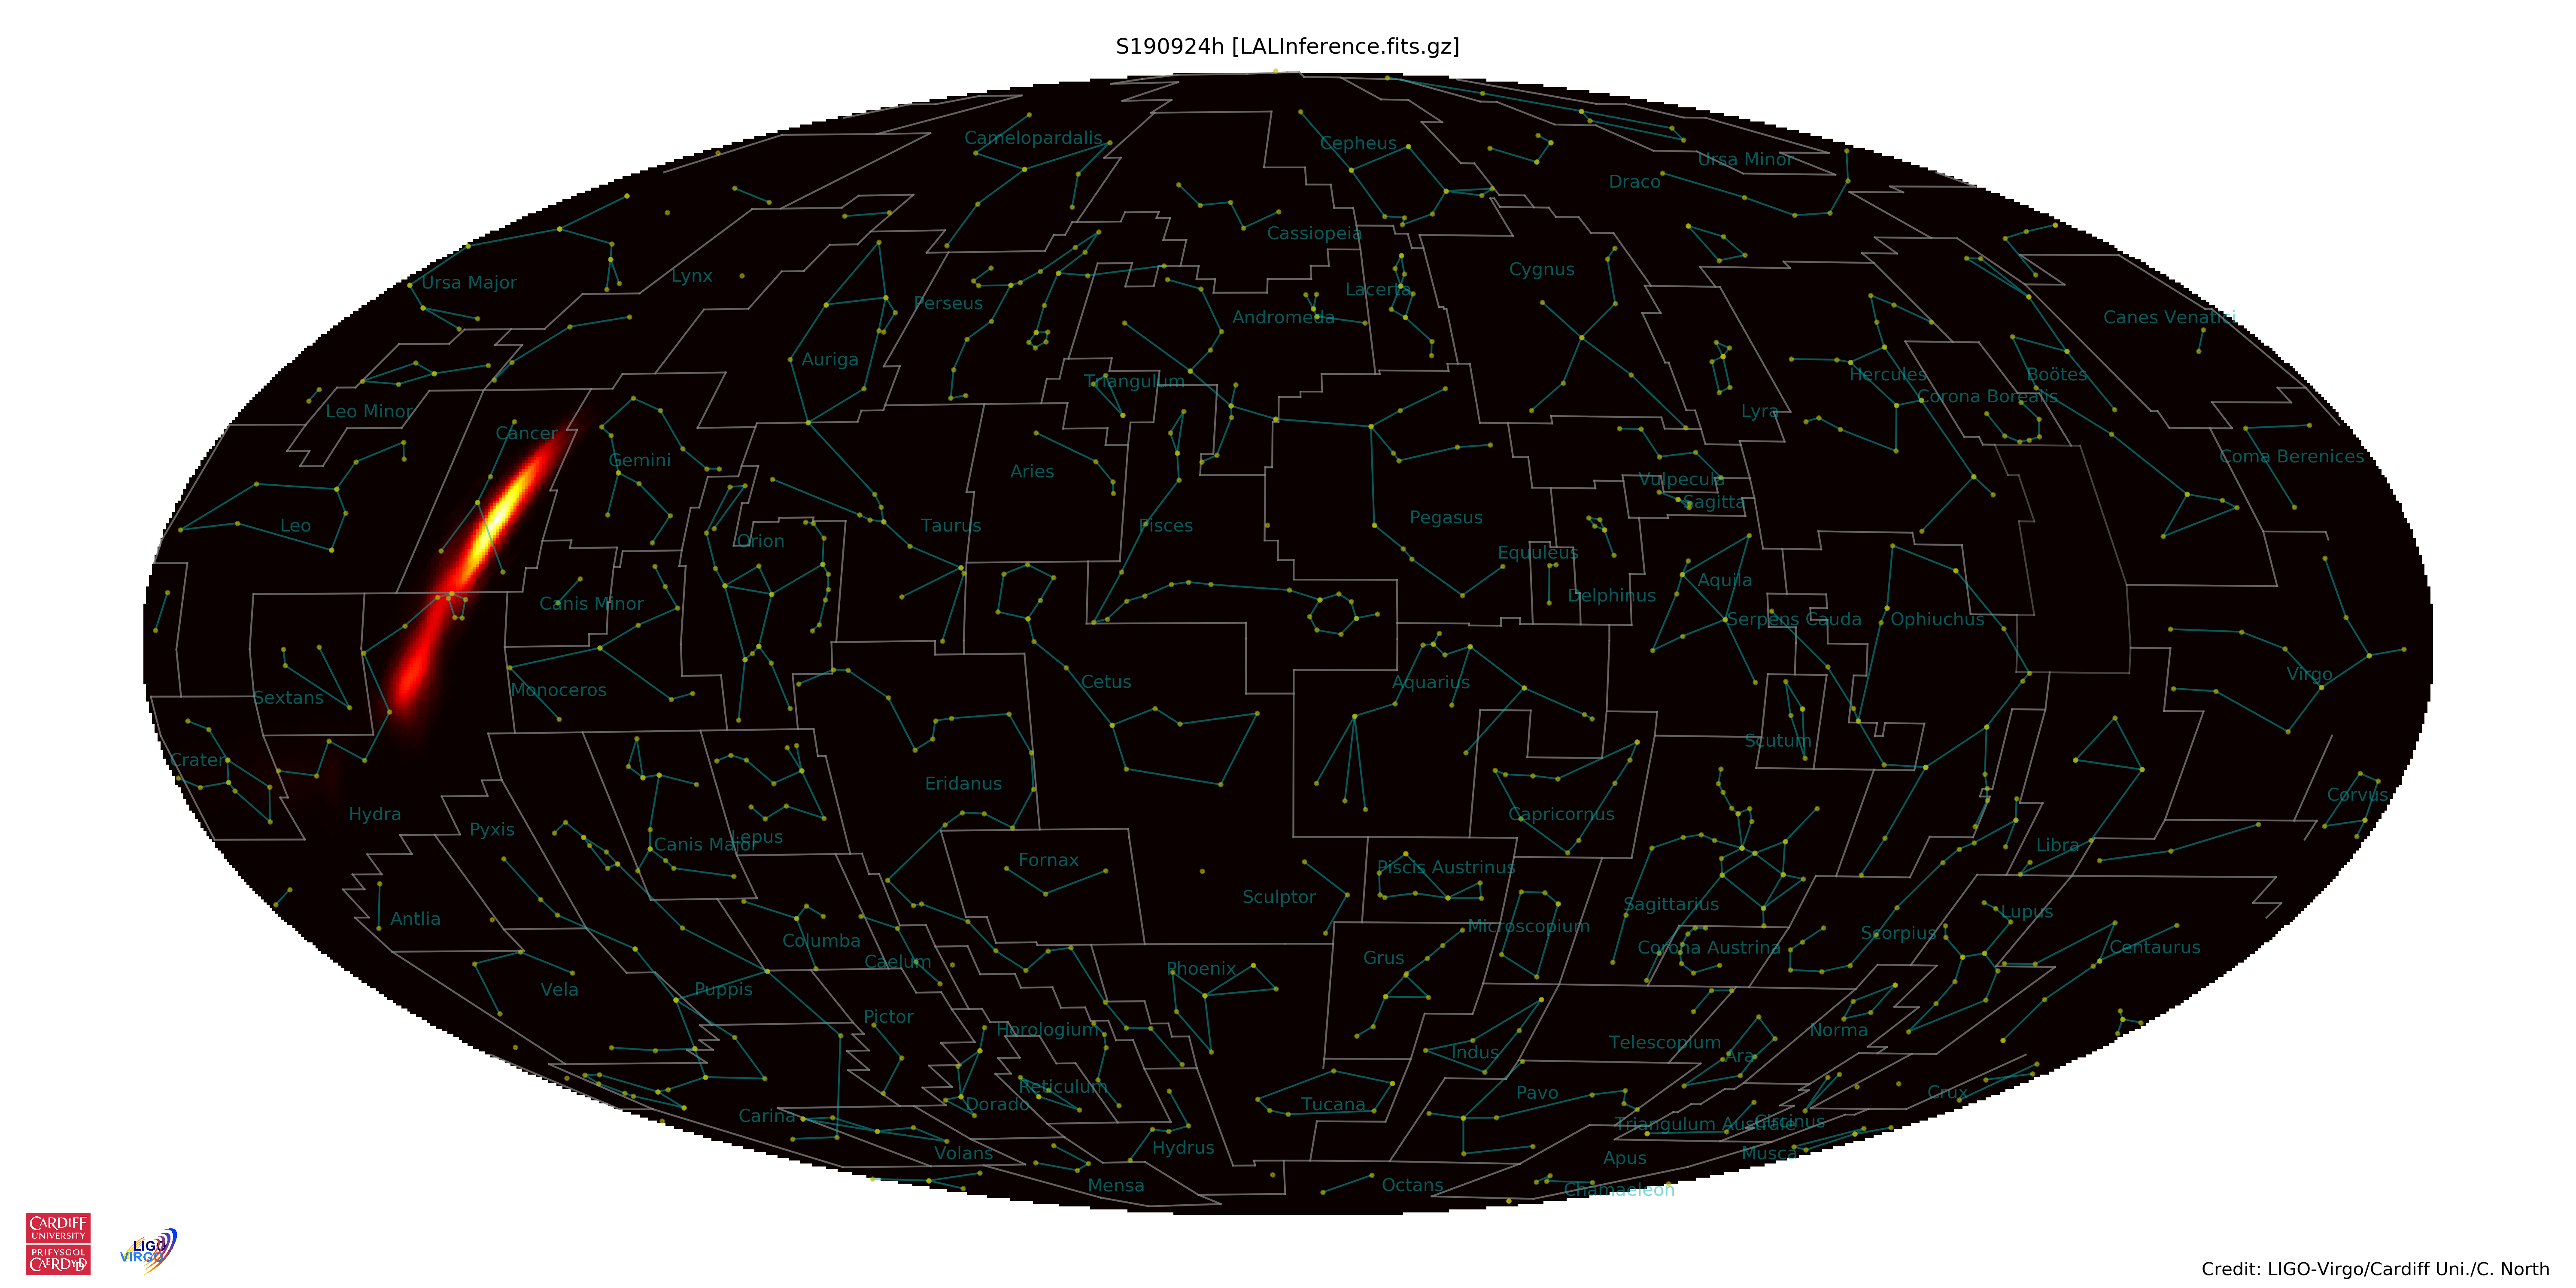 S190924h [LALInference.fits.gz]
Camelopardalis
Cepheus
Ursa Minor
Draco
Cassiopeia
Ursa Major
Lynx
Cygnus
Perseus
Lacerta
Andromeda
Canes Venatici
Auriga
Triangulum
Hercules
Boötes
Corona Borealis
Leo Minor
Lyra
Cancer
Gemini
Aries
Coma Berenices
Vulpecula
Sagitta
Leo
Orion
Taurus
Pisces
Pegasus
Equuleus
Canis Minor
Delphinus
Aquila
Serpens Cauda
Ophiuchus
Sextans
Monoceros
Cetus
Aquarius
Virgo
Crater
Scutum
Hydra
Eridanus
Capricornus
Corvus
Pyxis
Canis Major
Lepus
Libra
Fornax
Piscis Austrinus
Antlia
Sculptor
Sagittarius
Lupus
Columba
Microscopium
Scorpius
Corona Austrina
Centaurus
Caelum
Phoenix
Grus
Vela
Puppis
Pictor
Horologium
Norma
Telescopium
Indus
Ara
Reticulum
Pavo
Crux
Dorado
Tucana
Carina
Triangulum Australe
Circinus
Volans
Hydrus
Apus
Musca
Mensa
Octans
Chamaeleon
CARDIFF
UNIVERSITY
PRIFYSGOL
CAERDYDD
LIGO
VIRGO
Credit: LIGO-Virgo/Cardiff Uni./C. North